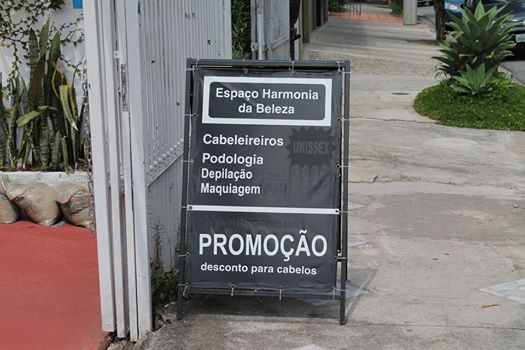 Espaço Harmonia
da Beleza
Cabeleireiros
UNISSEX
Podologia
Depilação
Maquiagem
PROMOÇÃO
desconto para cabelos